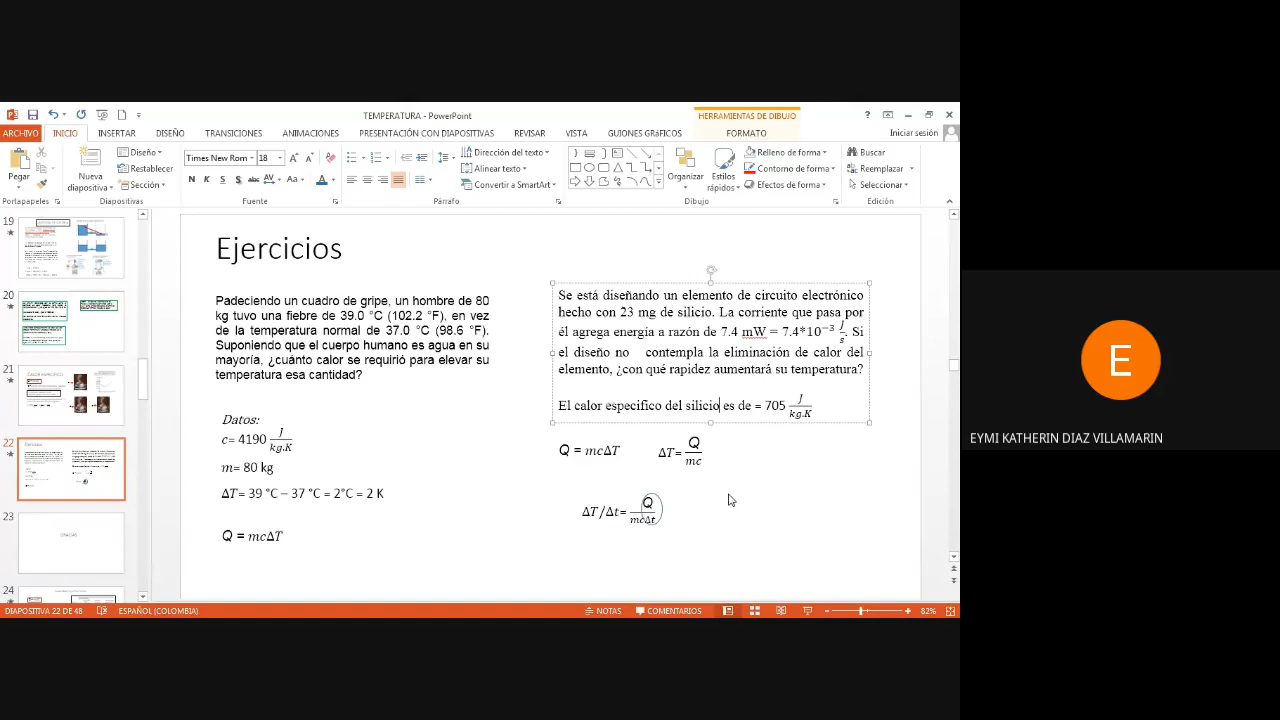 TEMPERATURA - PowerPoint
HERRAMIENTAS DE DIBUJO
ARCHIVO INICIO INSERTAR DISEÑO TRANSICIONES ANIMACIONES PRESENTACIÓN CON DIAPOSITIVAS REVISAR VISTA GUIONES GRÁFICOS FORMATO Iniciar sesión
Pegar
Nueva diapositiva
Diseño
Restablecer
Sección
Times New Rom 18
Dirección del texto
Alinear texto
Convertir a SmartArt
Organizar
Estilos rápidos
Relleno de forma
Contorno de forma
Efectos de forma
Buscar
Reemplazar
Seleccionar
Portapapeles Diapositivas Fuente Párrafo Dibujo Edición
19
20
21
22
23
24
Ejercicios
Padeciendo un cuadro de gripe, un hombre de 80
kg tuvo una fiebre de 39.0 °C (102.2 °F), en vez
de la temperatura normal de 37.0 °C (98.6 °F).
Suponiendo que el cuerpo humano es agua en su
mayoría, ¿cuánto calor se requirió para elevar su
temperatura esa cantidad?
Datos:
c= 4190 J/kg.K
m= 80 kg
ΔT= 39 °C – 37 °C = 2°C = 2 K
Q = mcΔT
Se está diseñando un elemento de circuito electrónico
hecho con 23 mg de silicio. La corriente que pasa por
él agrega energía a razón de 7.4 mW = 7.4*10⁻³ J/s. Si
el diseño no contempla la eliminación de calor del
elemento, ¿con qué rapidez aumentará su temperatura?
El calor especifico del silicio es de = 705 J/kg.K
Q = mcΔT ΔT= Q/mc
ΔT/Δt= Q/mcΔt
DIAPOSITIVA 22 DE 48 ESPAÑOL (COLOMBIA) NOTAS COMENTARIOS 82%
E
EYMI KATHERIN DIAZ VILLAMARIN